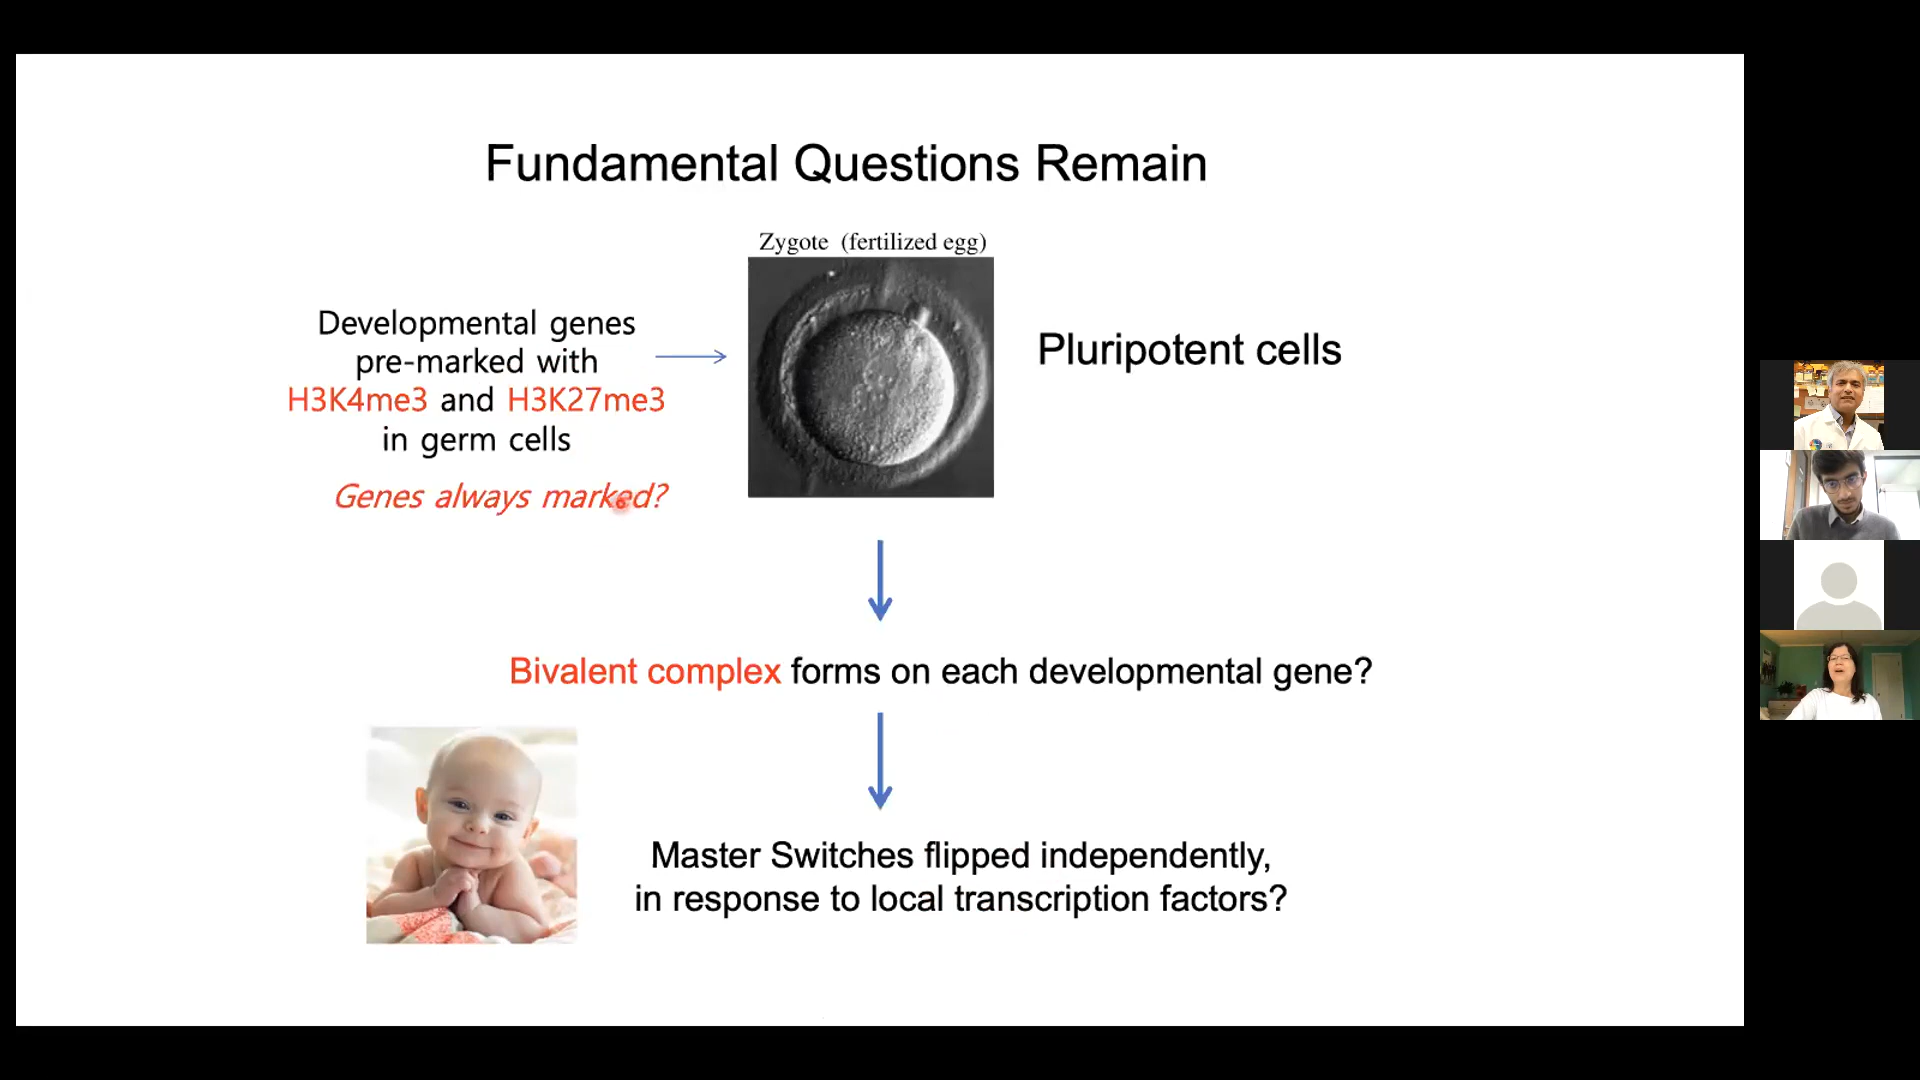 Fundamental Questions Remain
Zygote (fertilized egg)
Developmental genes
pre-marked with
H3K4me3 and H3K27me3
in germ cells
Genes always marked?
Pluripotent cells
Bivalent complex forms on each developmental gene?
Master Switches flipped independently,
in response to local transcription factors?